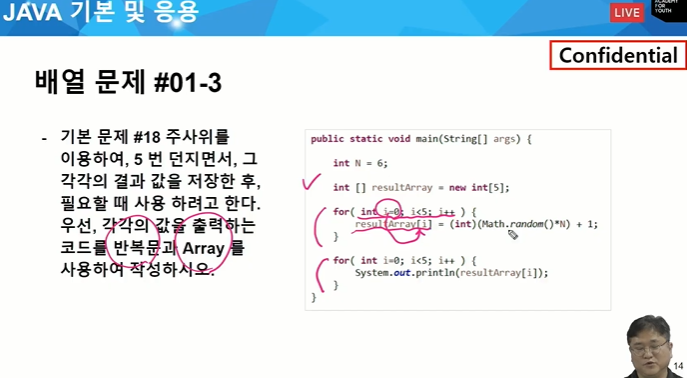 JAVA 기본 및 응용
LIVE
ACADEMY
FOR
YOUTH
Confidential
배열 문제 #01-3
- 기본 문제 #18 주사위를
이용하여, 5 번 던지면서, 그
각각의 결과 값을 저장한 후,
필요할 때 사용 하려고 한다.
우선, 각각의 값을 출력하는
코드를 반복문과 Array 를
사용하여 작성하시오.
public static void main(String[] args) {
int N = 6;
int [] resultArray = new int[5];
for( int i=0; i<5; i++ ) {
resultArray[i] = (int)(Math.random()*N) + 1;
}
for( int i=0; i<5; i++ ) {
System.out.println(resultArray[i]);
}
}
14